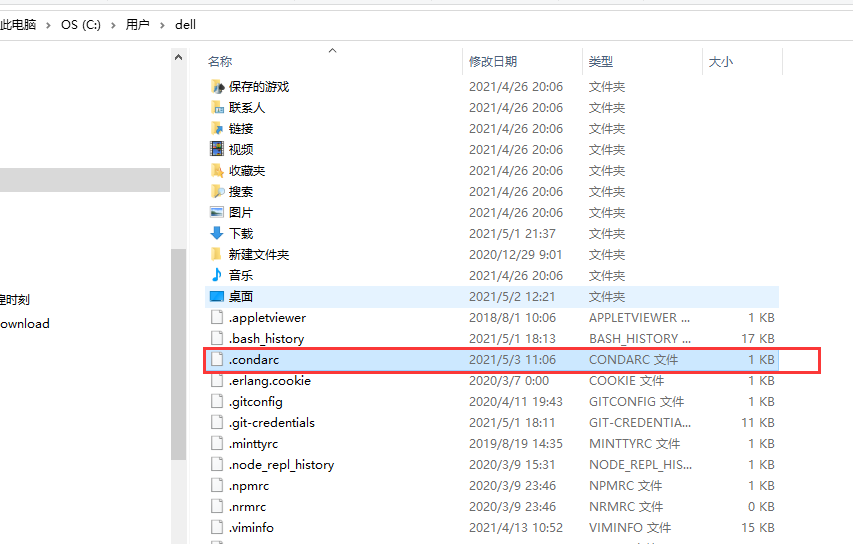 此电脑 > OS (C:) > 用户 > dell
名称 修改日期 类型 大小
保存的游戏 2021/4/26 20:06 文件夹
联系人 2021/4/26 20:06 文件夹
链接 2021/4/26 20:06 文件夹
视频 2021/4/26 20:06 文件夹
收藏夹 2021/4/26 20:06 文件夹
搜索 2021/4/26 20:06 文件夹
图片 2021/4/26 20:06 文件夹
下载 2021/5/1 21:37 文件夹
新建文件夹 2020/12/29 9:01 文件夹
音乐 2021/4/26 20:06 文件夹
桌面 2021/5/2 12:21 文件夹
时刻
.appletviewer 2018/8/1 10:06 APPLETVIEWER ... 1 KB
ownload
.bash_history 2021/5/1 18:13 BASH_HISTORY ... 17 KB
.condarc 2021/5/3 11:06 CONDARC 文件 1 KB
.erlang.cookie 2020/3/7 0:00 COOKIE 文件 1 KB
.gitconfig 2020/4/11 19:43 GITCONFIG 文件 1 KB
.git-credentials 2021/5/1 18:11 GIT-CREDENTIA... 11 KB
.minttyrc 2019/8/19 14:35 MINTTYRC 文件 1 KB
.node_repl_history 2020/3/9 15:31 NODE_REPL_HIS... 1 KB
.npmrc 2020/3/9 23:46 NPMRC 文件 1 KB
.nrmrc 2020/3/9 23:46 NRMRC 文件 0 KB
.viminfo 2021/4/13 10:52 VIMINFO 文件 15 KB